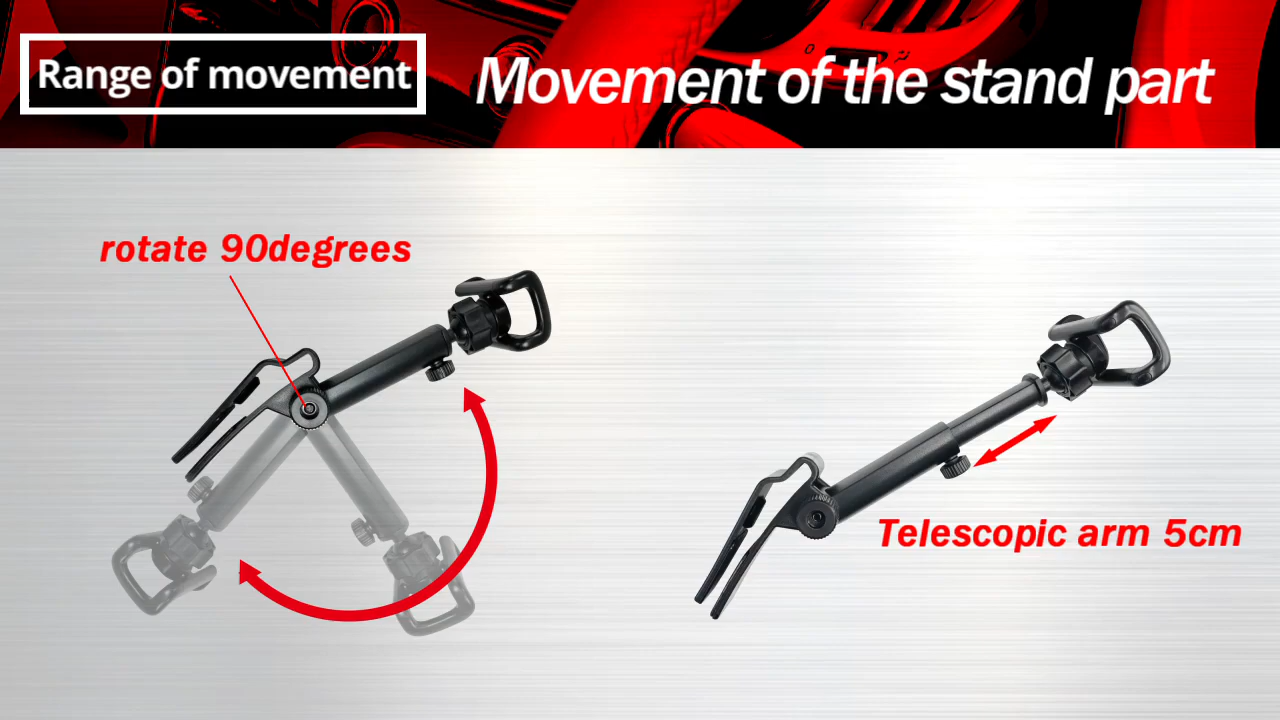 Range of movement
Movement of the stand part
rotate 90degrees
Telescopic arm 5cm